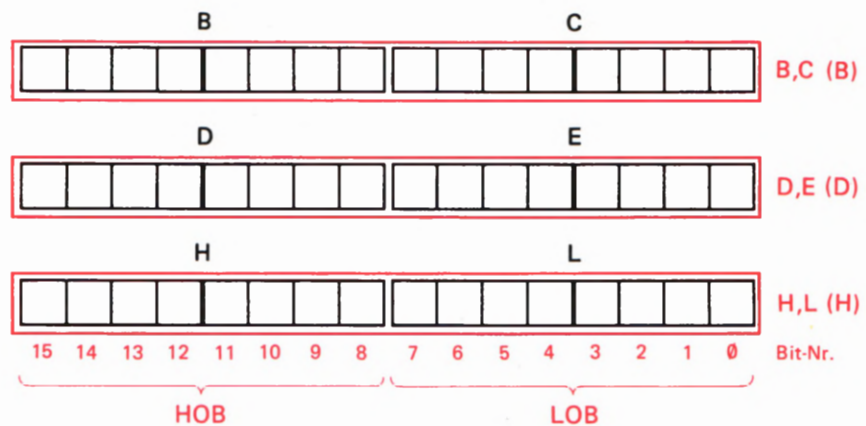 B C
B,C (B)
D E
D,E (D)
H L
H,L (H)
15 14 13 12 11 10 9 8 7 6 5 4 3 2 1 Ø Bit-Nr.
HOB LOB